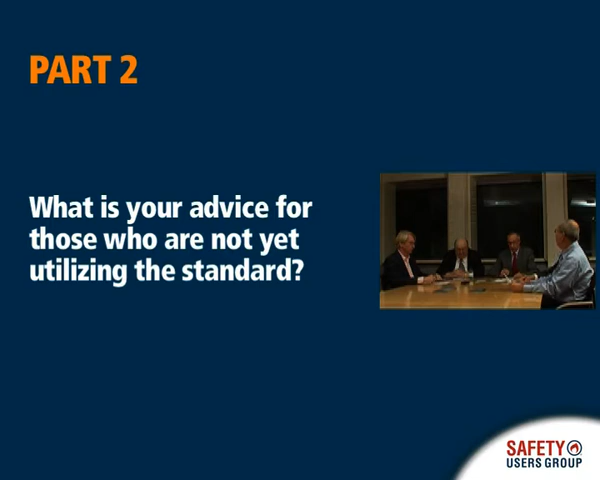 PART 2
What is your advice for
those who are not yet
utilizing the standard?
SAFETY
USERS GROUP